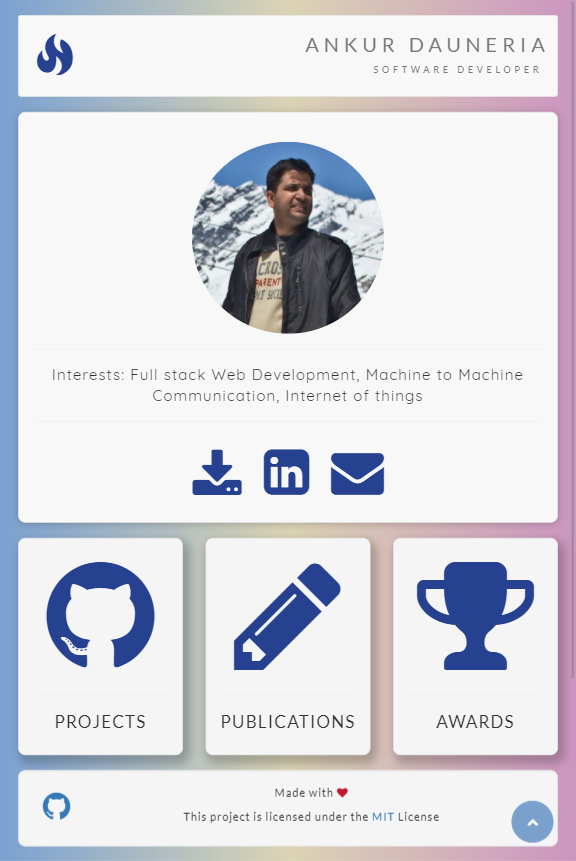 ANKUR DAUNERIA
SOFTWARE DEVELOPER
Interests: Full stack Web Development, Machine to Machine
Communication, Internet of things
in
PROJECTS
PUBLICATIONS
AWARDS
Made with
This project is licensed under the MIT License